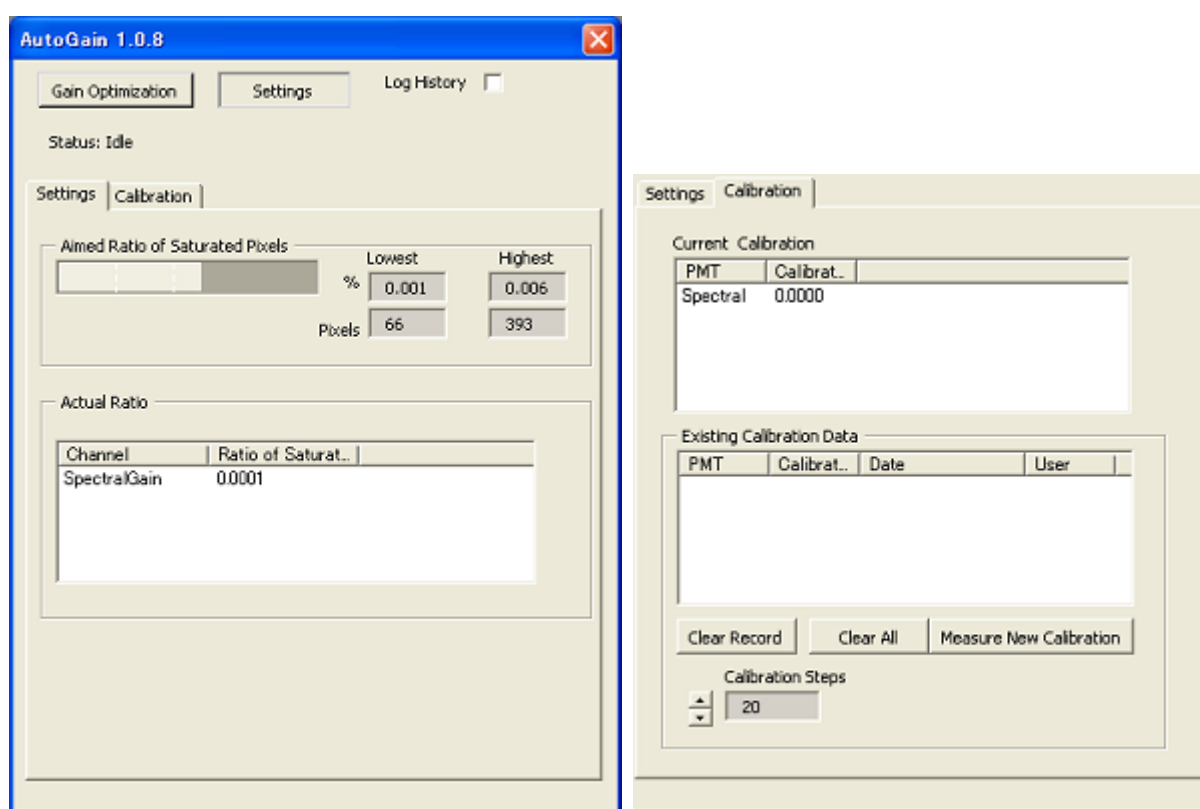 AutoGain 1.0.8
Gain Optimization Settings Log History
Status: Idle
Settings Calibration
Aimed Ratio of Saturated Pixels
Lowest Highest
% 0.001 0.006
Pixels 66 393
Actual Ratio
Channel Ratio of Saturat..
SpectralGain 0.0001
Settings Calibration
Current Calibration
PMT Calibrat..
Spectral 0.0000
Existing Calibration Data
PMT Calibrat.. Date User
Clear Record Clear All Measure New Calibration
Calibration Steps
20